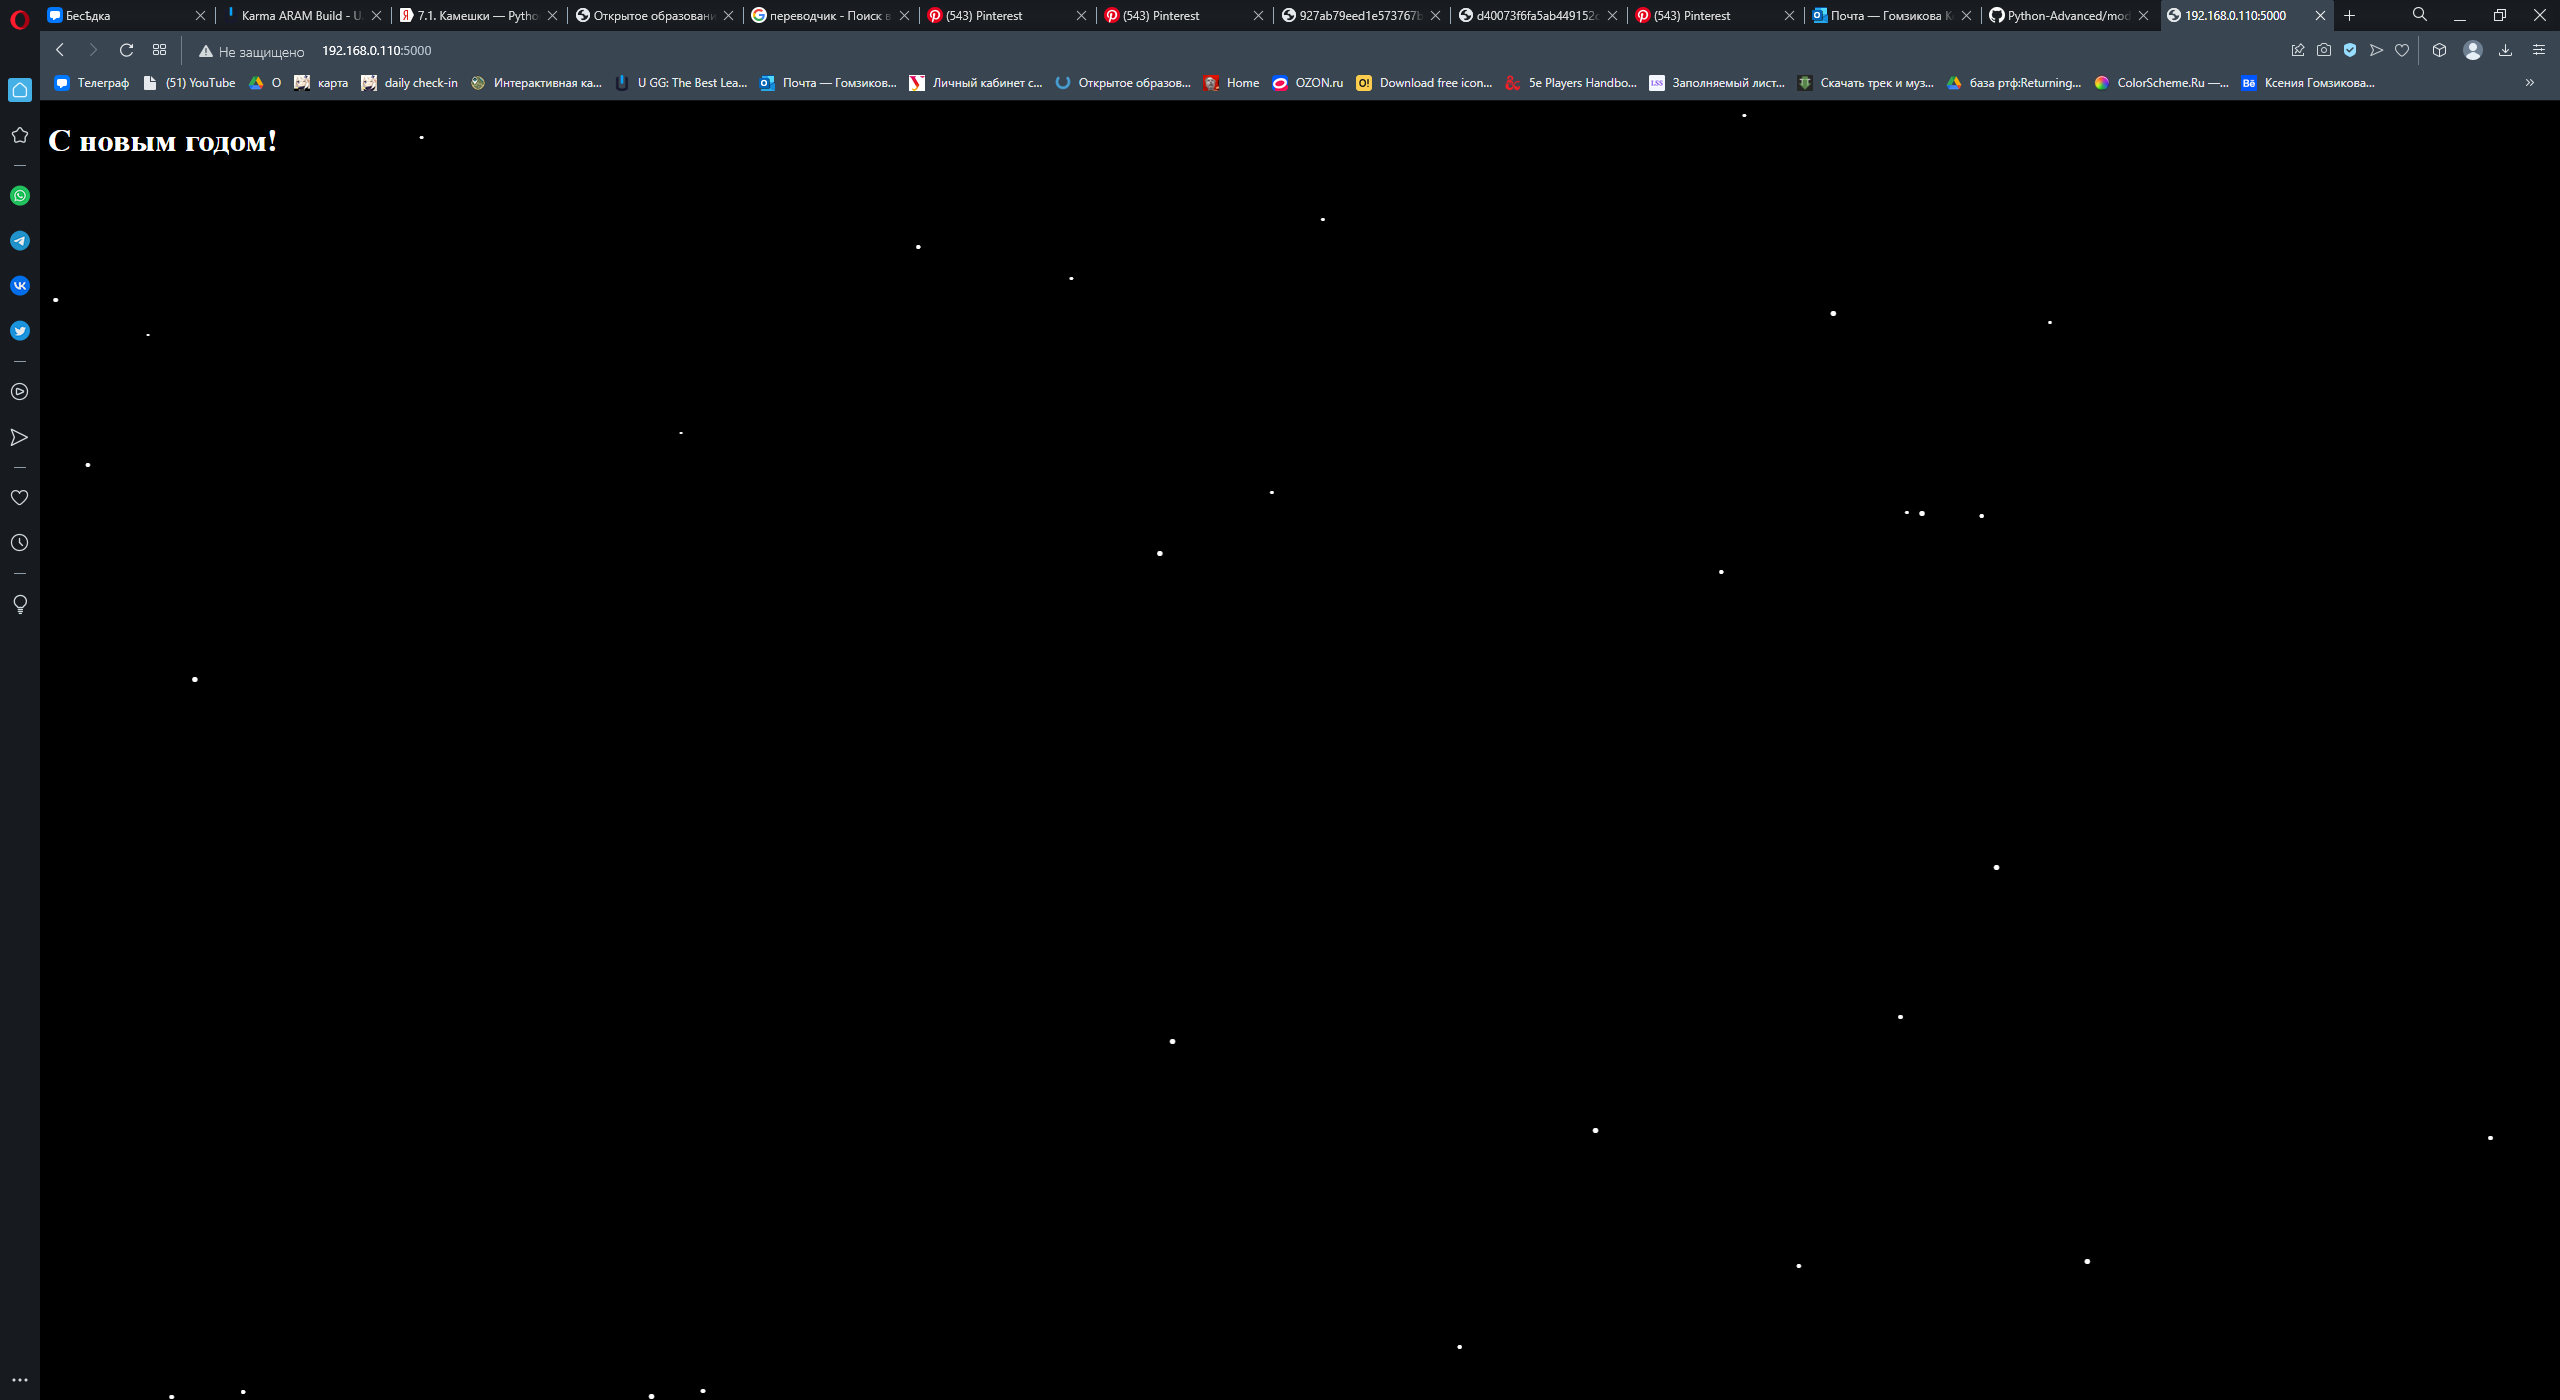 Бесѣдка
Karma ARAM Build - U.
7.1. Камешки — Pytho
Открытое образовани
переводчик - Поиск в
(543) Pinterest
(543) Pinterest
927ab79eed1e573767b
d40073f6fa5ab449152c
(543) Pinterest
Почта — Гомзикова К
Python-Advanced/mod
192.168.0.110:5000
Не защищено 192.168.0.110:5000
Телеграф (51) YouTube О карта daily check-in Интерактивная ка... U GG: The Best Lea... Почта — Гомзиков... Личный кабинет с... Открытое образов... Home OZON.ru Download free icon... 5e Players Handbo... Заполняемый лист... Скачать трек и муз... база ртф:Returning... ColorScheme.Ru —... Ксения Гомзикова...
С новым годом!